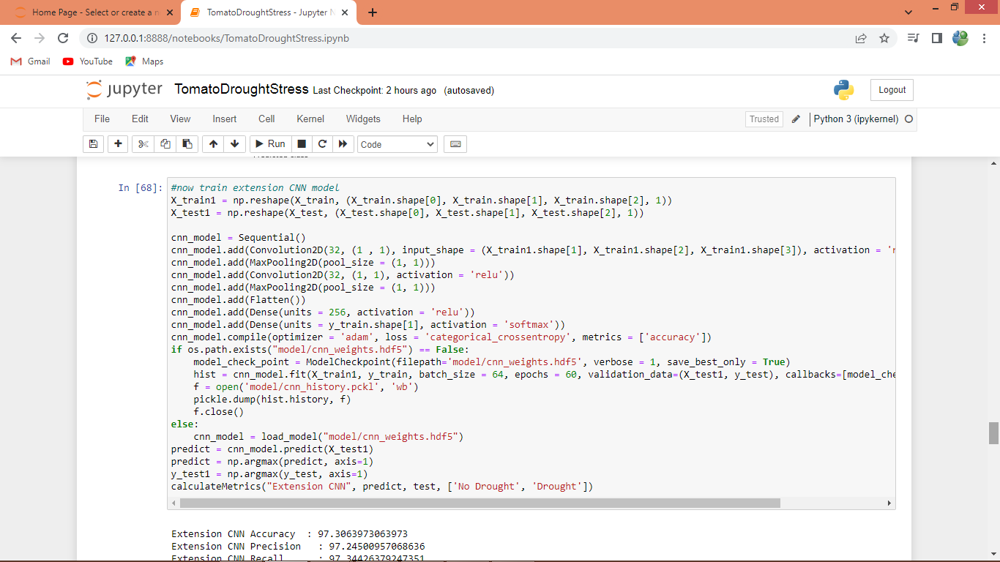 Home Page - Select or create a n
TomatoDroughtStress - Jupyter N
127.0.0.1:8888/notebooks/TomatoDroughtStress.ipynb
Gmail YouTube Maps
jupyter TomatoDroughtStress Last Checkpoint: 2 hours ago (autosaved)
Logout
File Edit View Insert Cell Kernel Widgets Help
Trusted Python 3 (ipykernel)
Run Code
Predicted class
In [68]:
#now train extension CNN model
X_train1 = np.reshape(X_train, (X_train.shape[0], X_train.shape[1], X_train.shape[2], 1))
X_test1 = np.reshape(X_test, (X_test.shape[0], X_test.shape[1], X_test.shape[2], 1))
cnn_model = Sequential()
cnn_model.add(Convolution2D(32, (1 , 1), input_shape = (X_train1.shape[1], X_train1.shape[2], X_train1.shape[3]), activation = 'r
cnn_model.add(MaxPooling2D(pool_size = (1, 1)))
cnn_model.add(Convolution2D(32, (1, 1), activation = 'relu'))
cnn_model.add(MaxPooling2D(pool_size = (1, 1)))
cnn_model.add(Flatten())
cnn_model.add(Dense(units = 256, activation = 'relu'))
cnn_model.add(Dense(units = y_train.shape[1], activation = 'softmax'))
cnn_model.compile(optimizer = 'adam', loss = 'categorical_crossentropy', metrics = ['accuracy'])
if os.path.exists("model/cnn_weights.hdf5") == False:
    model_check_point = ModelCheckpoint(filepath='model/cnn_weights.hdf5', verbose = 1, save_best_only = True)
    hist = cnn_model.fit(X_train1, y_train, batch_size = 64, epochs = 60, validation_data=(X_test1, y_test), callbacks=[model_che
    f = open('model/cnn_history.pckl', 'wb')
    pickle.dump(hist.history, f)
    f.close()
else:
    cnn_model = load_model("model/cnn_weights.hdf5")
predict = cnn_model.predict(X_test1)
predict = np.argmax(predict, axis=1)
y_test1 = np.argmax(y_test, axis=1)
calculateMetrics("Extension CNN", predict, test, ['No Drought', 'Drought'])
Extension CNN Accuracy  : 97.3063973063973
Extension CNN Precision   : 97.24500957068636
Extension CNN Recall      : 97.34426379247351